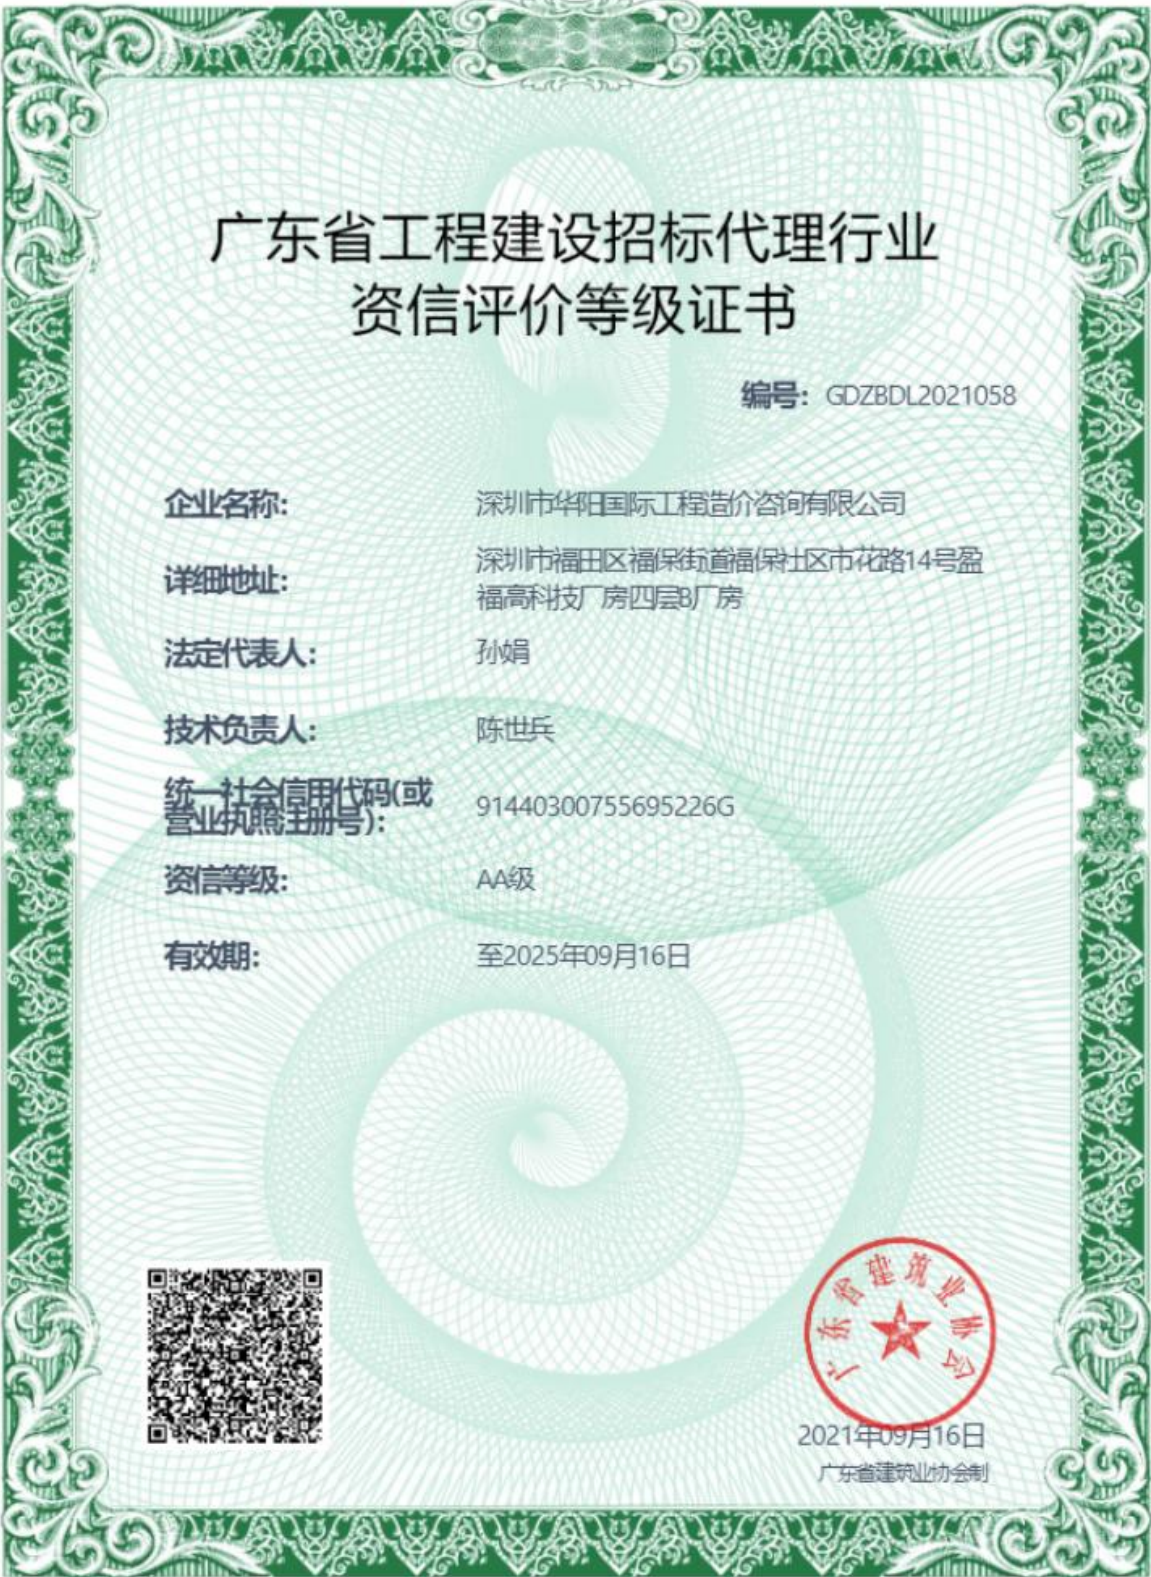 广东省工程建设招标代理行业
资信评价等级证书
编号：GDZBDL2021058
企业名称： 深圳市华阳国际工程造价咨询有限公司
详细地址： 深圳市福田区福保街道福保社区市花路14号盈
福高科技厂房四层B厂房
法定代表人： 孙娟
技术负责人： 陈世兵
统一社会信用代码(或
营业执照注册号)： 91440300755695226G
资信等级： AA级
有效期： 至2025年09月16日
广东省建筑业协会
2021年09月16日
广东省建筑业协会制